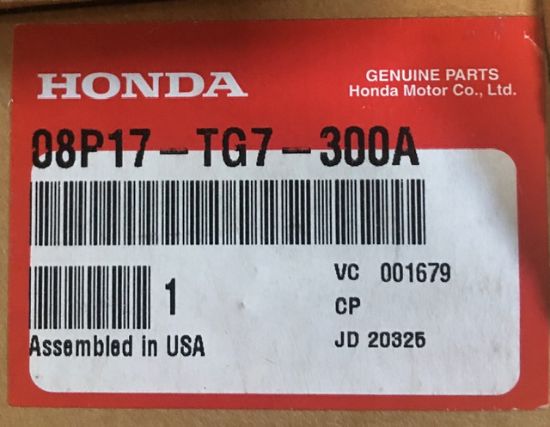 HONDA
GENUINE PARTS
Honda Motor Co., Ltd.
08P17-TG7-300A
1
VC 001679
CP
Assembled in USA
JD 20325